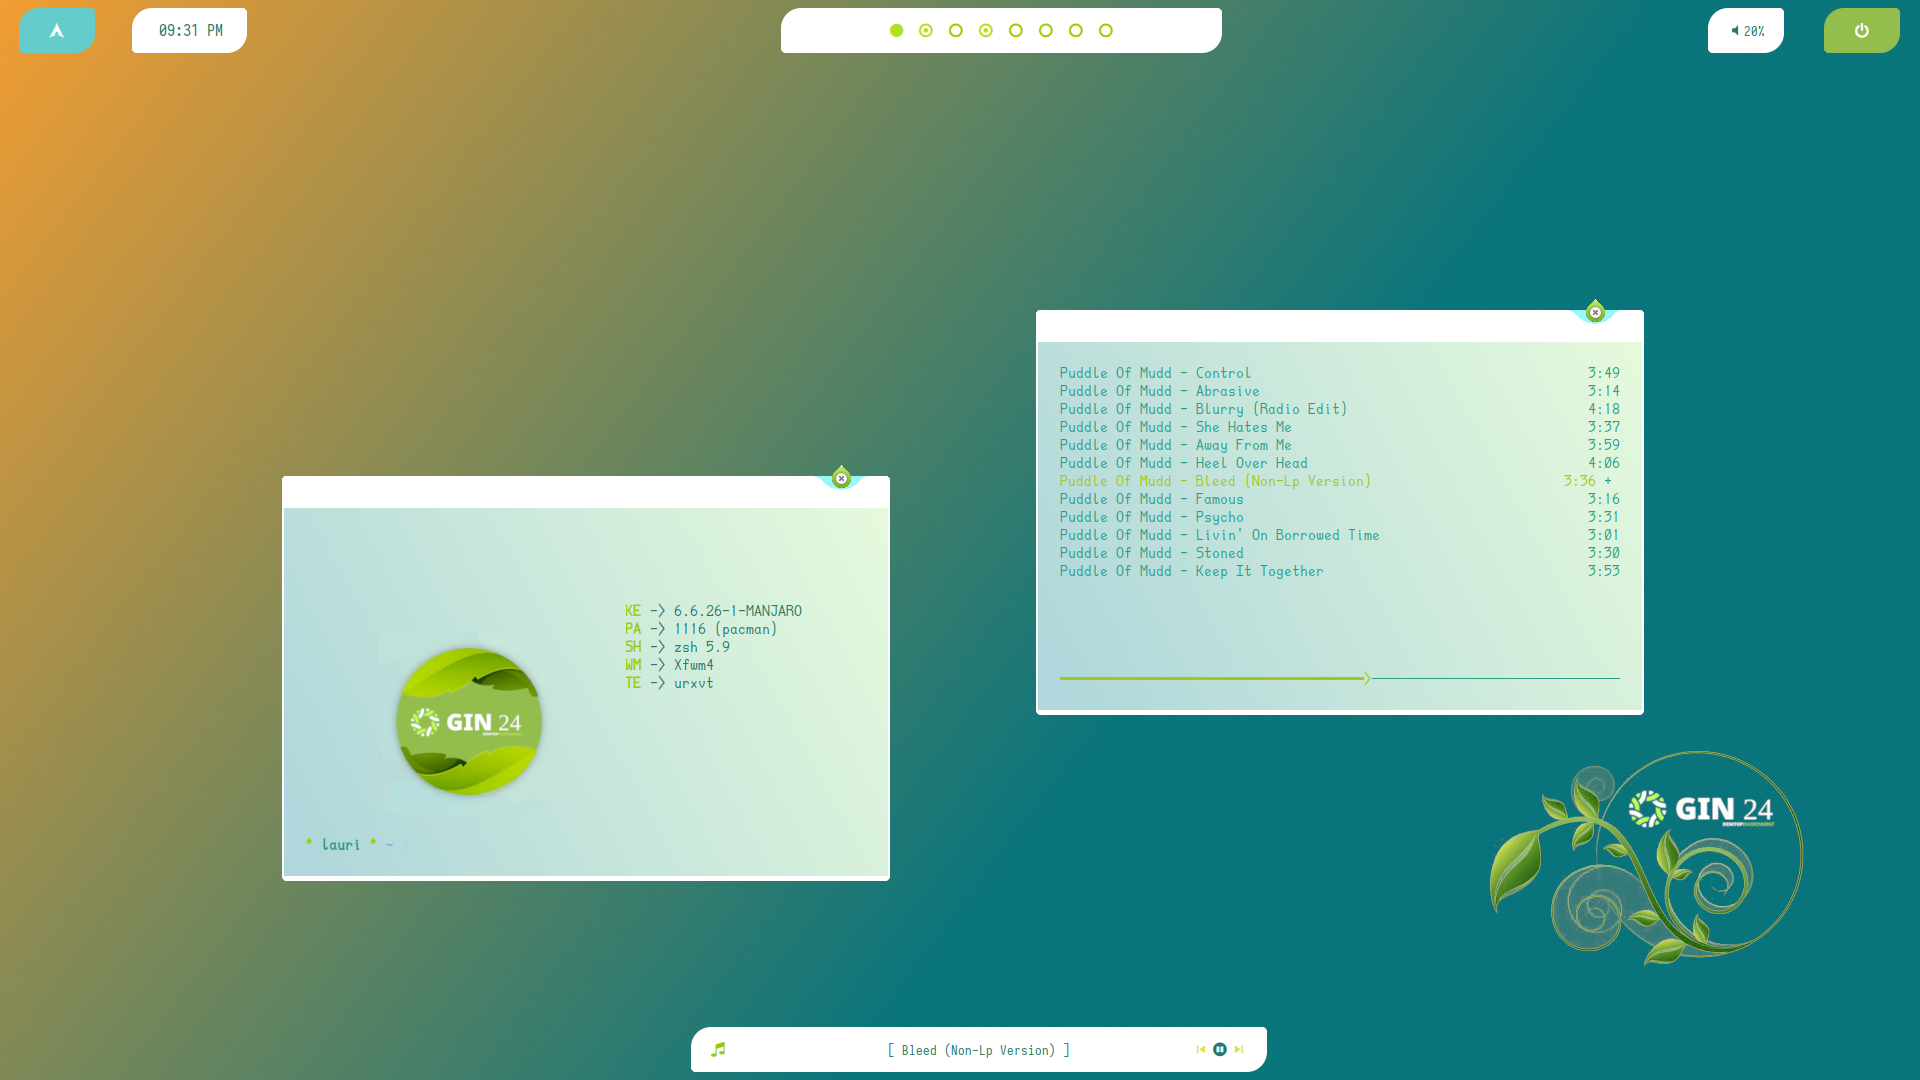 09:31 PM
20%
Puddle Of Mudd - Control 3:49
Puddle Of Mudd - Abrasive 3:14
Puddle Of Mudd - Blurry (Radio Edit) 4:18
Puddle Of Mudd - She Hates Me 3:37
Puddle Of Mudd - Away From Me 3:59
Puddle Of Mudd - Heel Over Head 4:06
Puddle Of Mudd - Bleed (Non-Lp Version) 3:36 +
Puddle Of Mudd - Famous 3:16
Puddle Of Mudd - Psycho 3:31
Puddle Of Mudd - Livin' On Borrowed Time 3:01
Puddle Of Mudd - Stoned 3:30
Puddle Of Mudd - Keep It Together 3:53
KE -> 6.6.26-1-MANJARO
PA -> 1116 (pacman)
SH -> zsh 5.9
WM -> Xfwm4
TE -> urxvt
GIN 24
* lauri * ~
GIN 24
DESKTOP ENVIRONMENT
[ Bleed (Non-Lp Version) ]